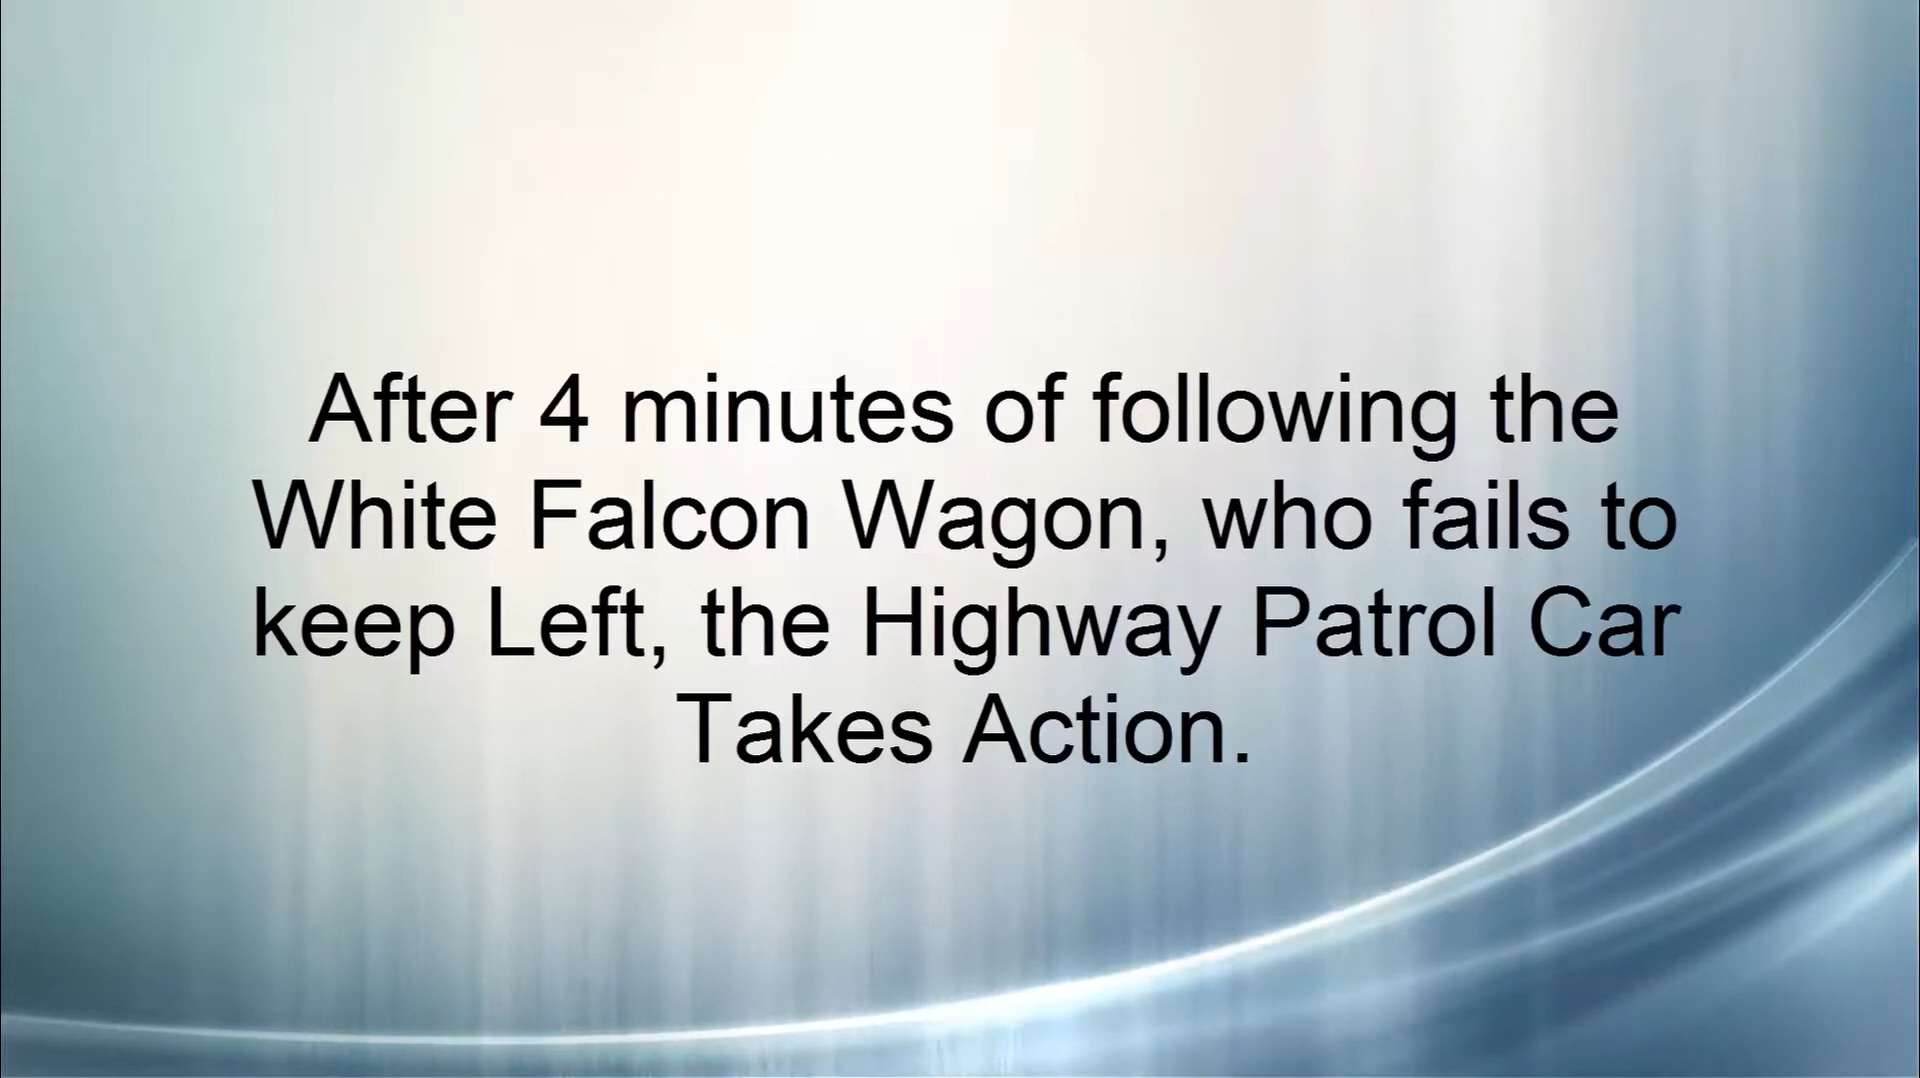 After 4 minutes of following the
White Falcon Wagon, who fails to
keep Left, the Highway Patrol Car
Takes Action.